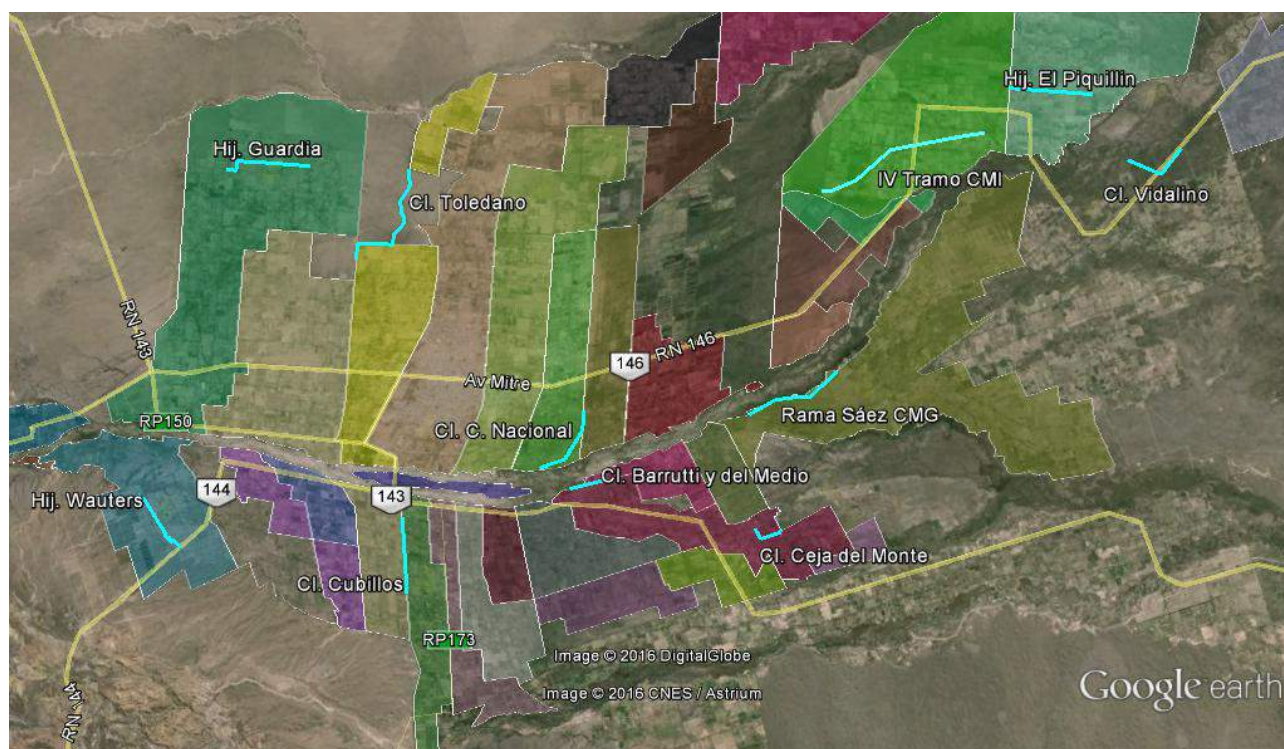 Hij. El Piquillin
Hij. Guardia
IV Tramo CMI
Cl. Vidalino
Cl. Toledano
RN 143
RN 146
146
Av Mitre
RP150
Rama Sáez CMG
Cl. C. Nacional
Cl. Barrutti y del Medio
144
143
Hij. Wauters
Cl. Ceja del Monte
Cl. Cubillos
RP173
Image © 2016 DigitalGlobe
RN 144
Image © 2016 CNES / Astrium
Google earth